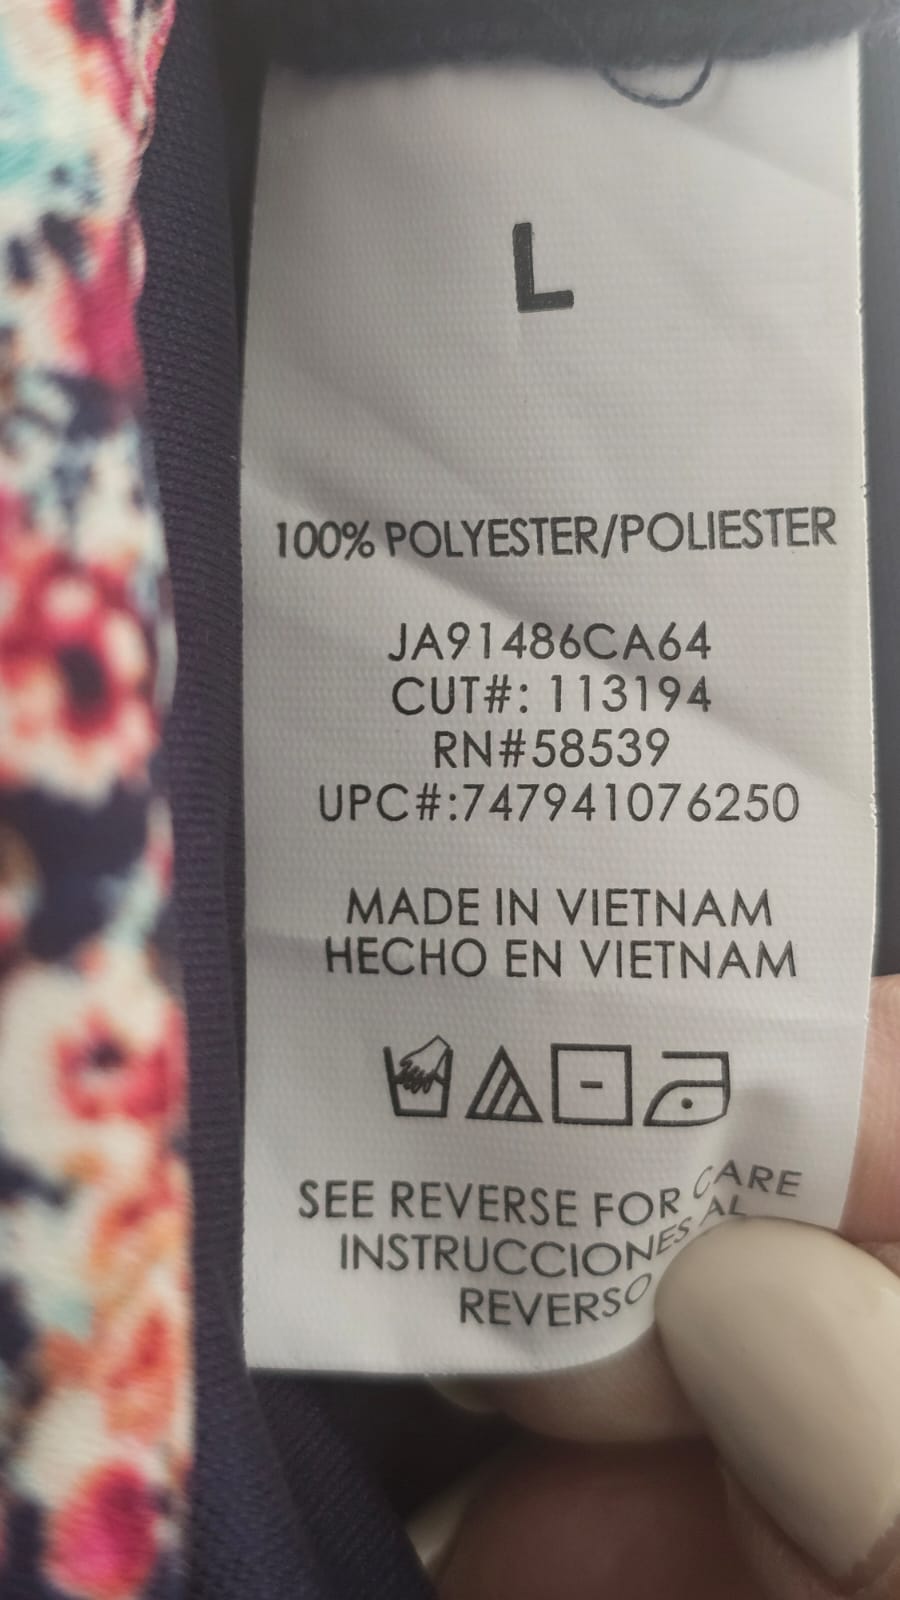 L
100% POLYESTER/POLIESTER
JA91486CA64
CUT#: 113194
RN#58539
UPC#:747941076250
MADE IN VIETNAM
HECHO EN VIETNAM
SEE REVERSE FOR CARE
INSTRUCCIONES AL
REVERSO